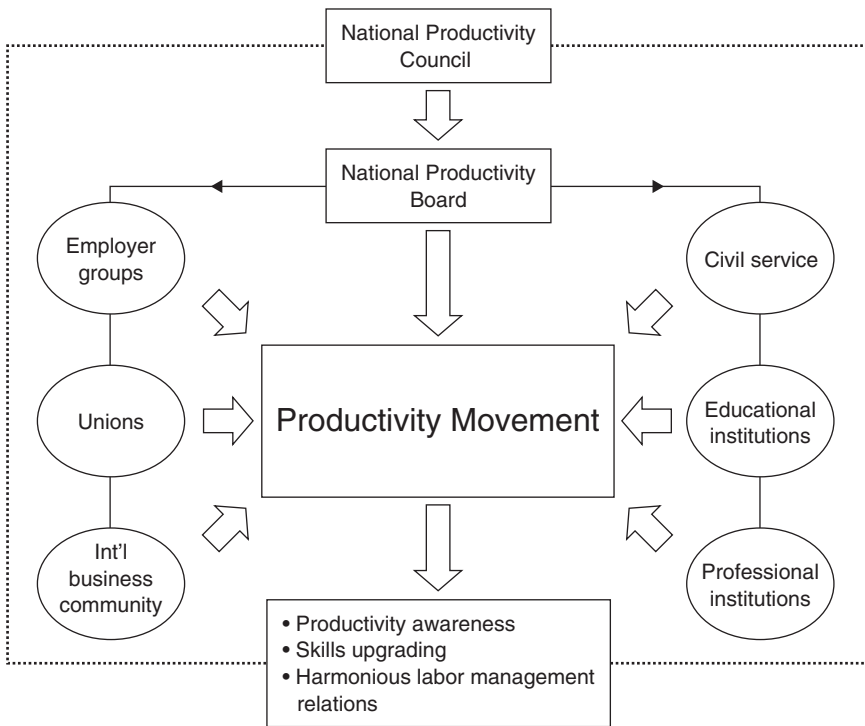 National Productivity
Council
National Productivity
Board
Employer
groups
Civil service
Unions
Productivity Movement
Educational
institutions
Int'l
business
community
Professional
institutions
• Productivity awareness
• Skills upgrading
• Harmonious labor management
relations